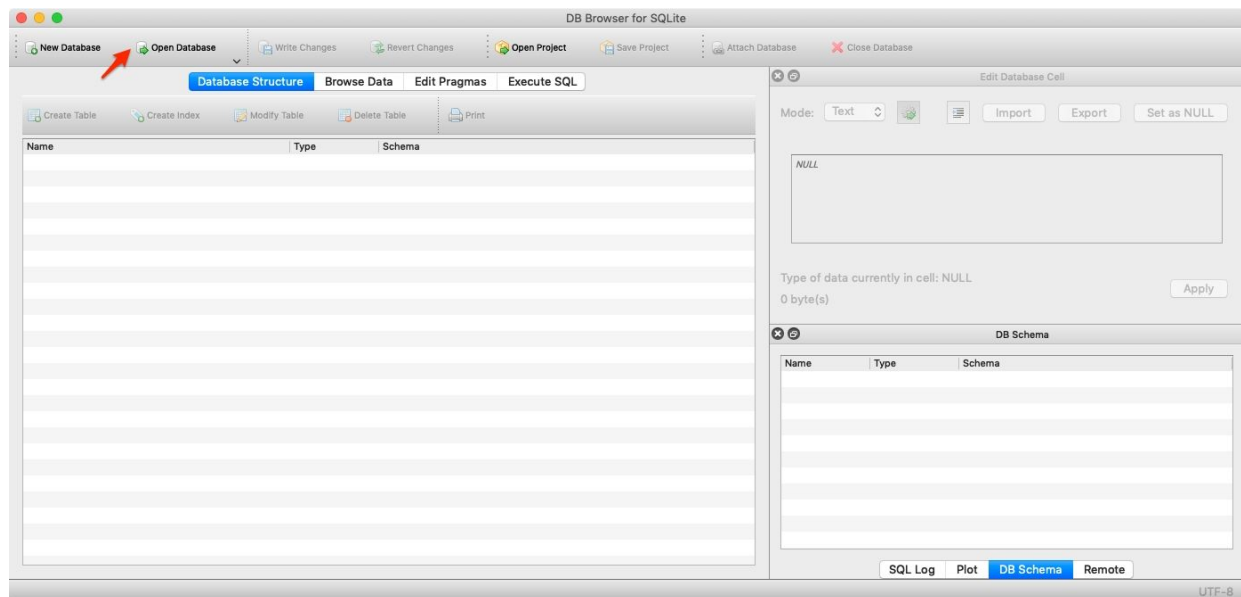 DB Browser for SQLite
New Database Open Database Write Changes Revert Changes Open Project Save Project Attach Database Close Database
Database Structure Browse Data Edit Pragmas Execute SQL
Create Table Create Index Modify Table Delete Table Print
Name Type Schema
Edit Database Cell
Mode: Text Import Export Set as NULL
NULL
Type of data currently in cell: NULL
0 byte(s)
Apply
DB Schema
Name Type Schema
SQL Log Plot DB Schema Remote
UTF-8